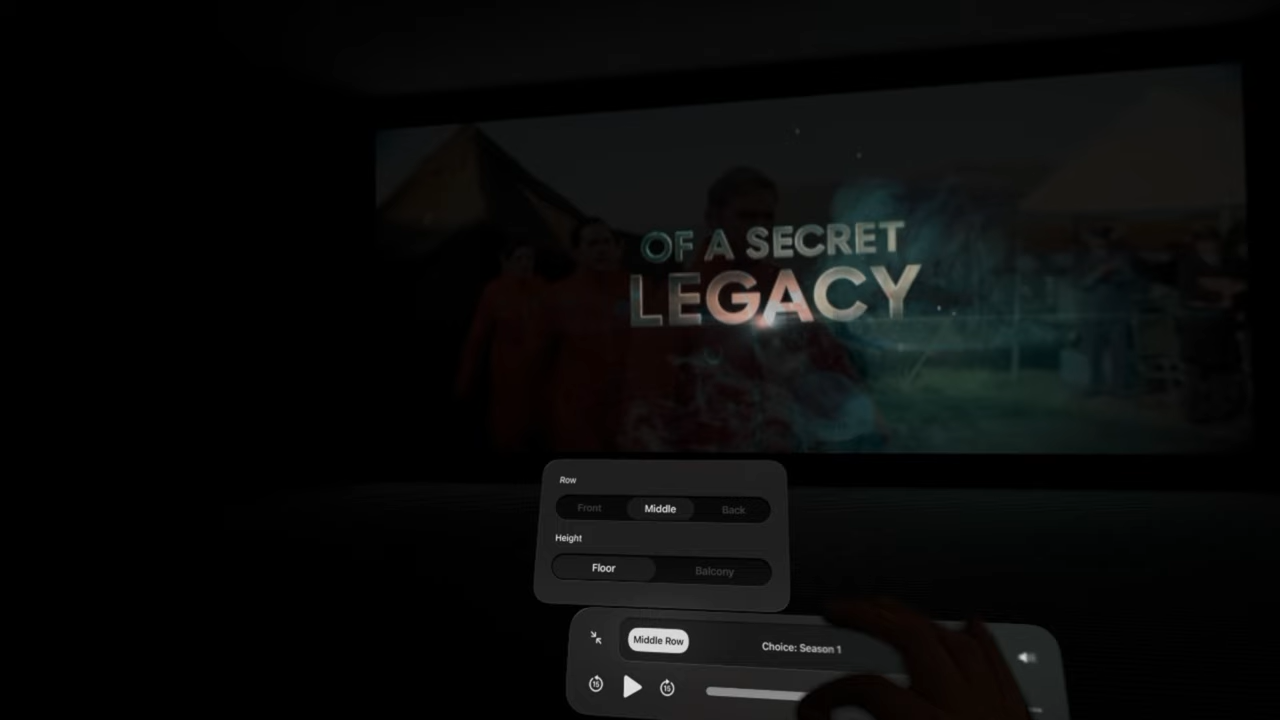 OF A SECRET
LEGACY
Row
Front Middle Back
Height
Floor Balcony
Middle Row Choice: Season 1
15 15